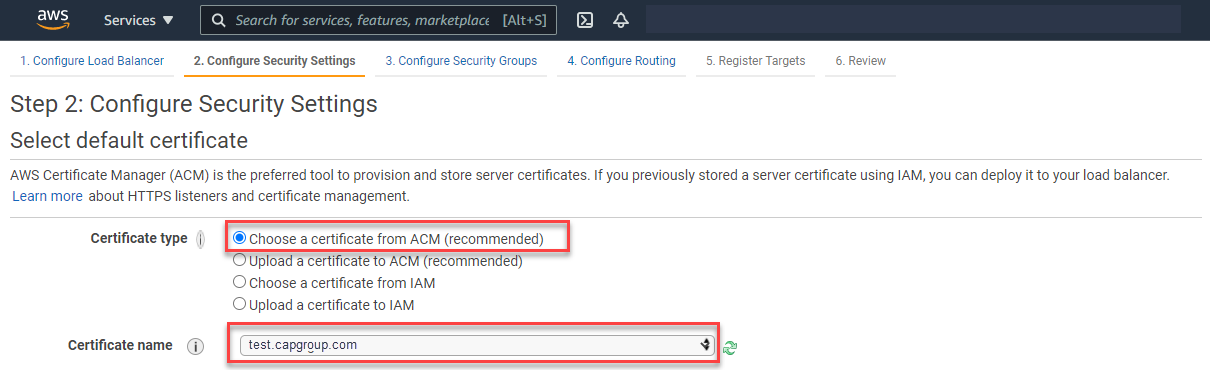 aws Services Search for services, features, marketplace [Alt+S]
1. Configure Load Balancer 2. Configure Security Settings 3. Configure Security Groups 4. Configure Routing 5. Register Targets 6. Review
Step 2: Configure Security Settings
Select default certificate
AWS Certificate Manager (ACM) is the preferred tool to provision and store server certificates. If you previously stored a server certificate using IAM, you can deploy it to your load balancer.
Learn more about HTTPS listeners and certificate management.
Certificate type i Choose a certificate from ACM (recommended)
Upload a certificate to ACM (recommended)
Choose a certificate from IAM
Upload a certificate to IAM
Certificate name i test.capgroup.com